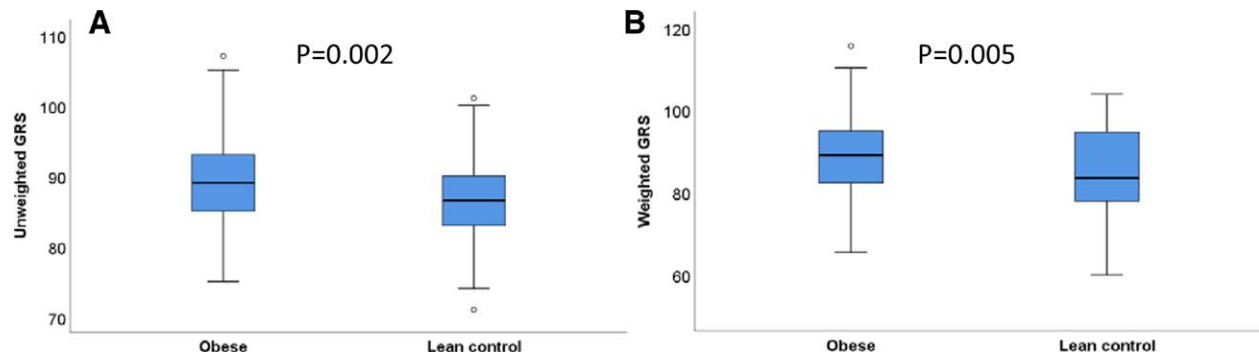 A
P=0.002
Unweighted GRS
110
100
90
80
70
Obese
Lean control
B
P=0.005
Weighted GRS
120
100
80
60
Obese
Lean control